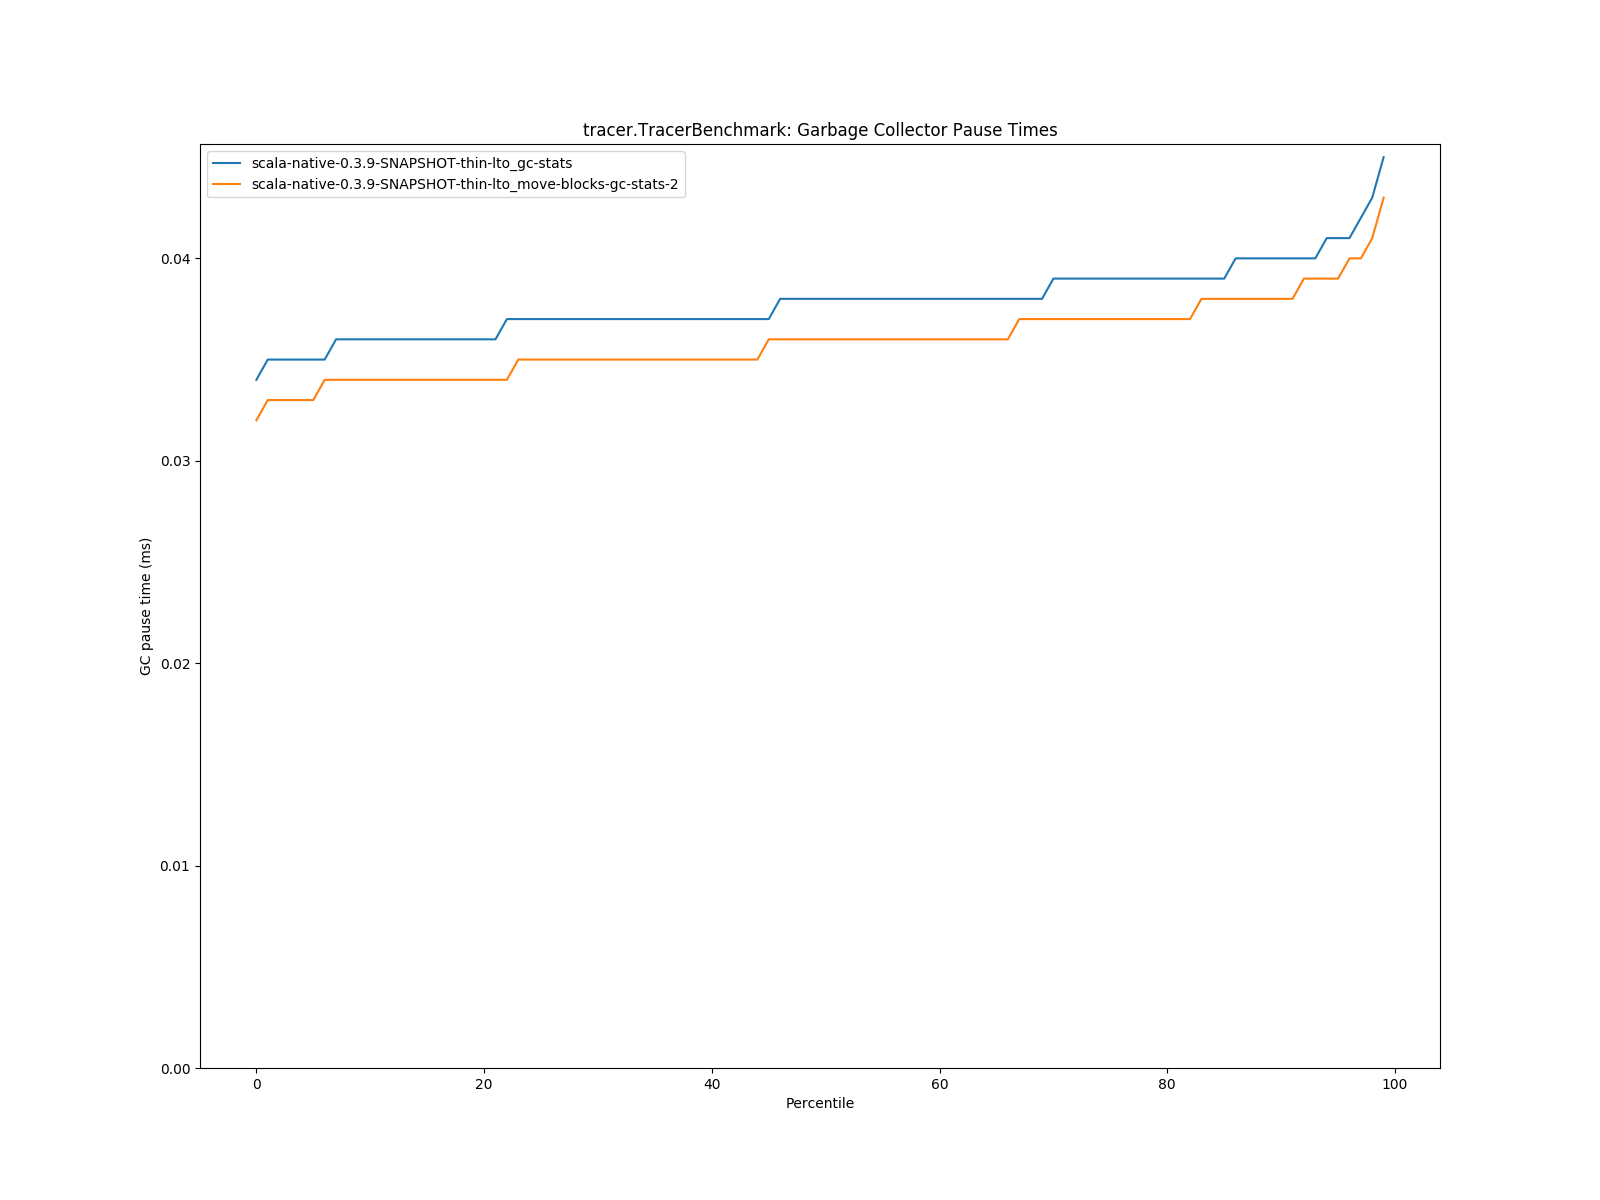 tracer.TracerBenchmark: Garbage Collector Pause Times
scala-native-0.3.9-SNAPSHOT-thin-lto_gc-stats
scala-native-0.3.9-SNAPSHOT-thin-lto_move-blocks-gc-stats-2
0.04
0.03
0.02
0.01
0.00
GC pause time (ms)
0 20 40 60 80 100
Percentile